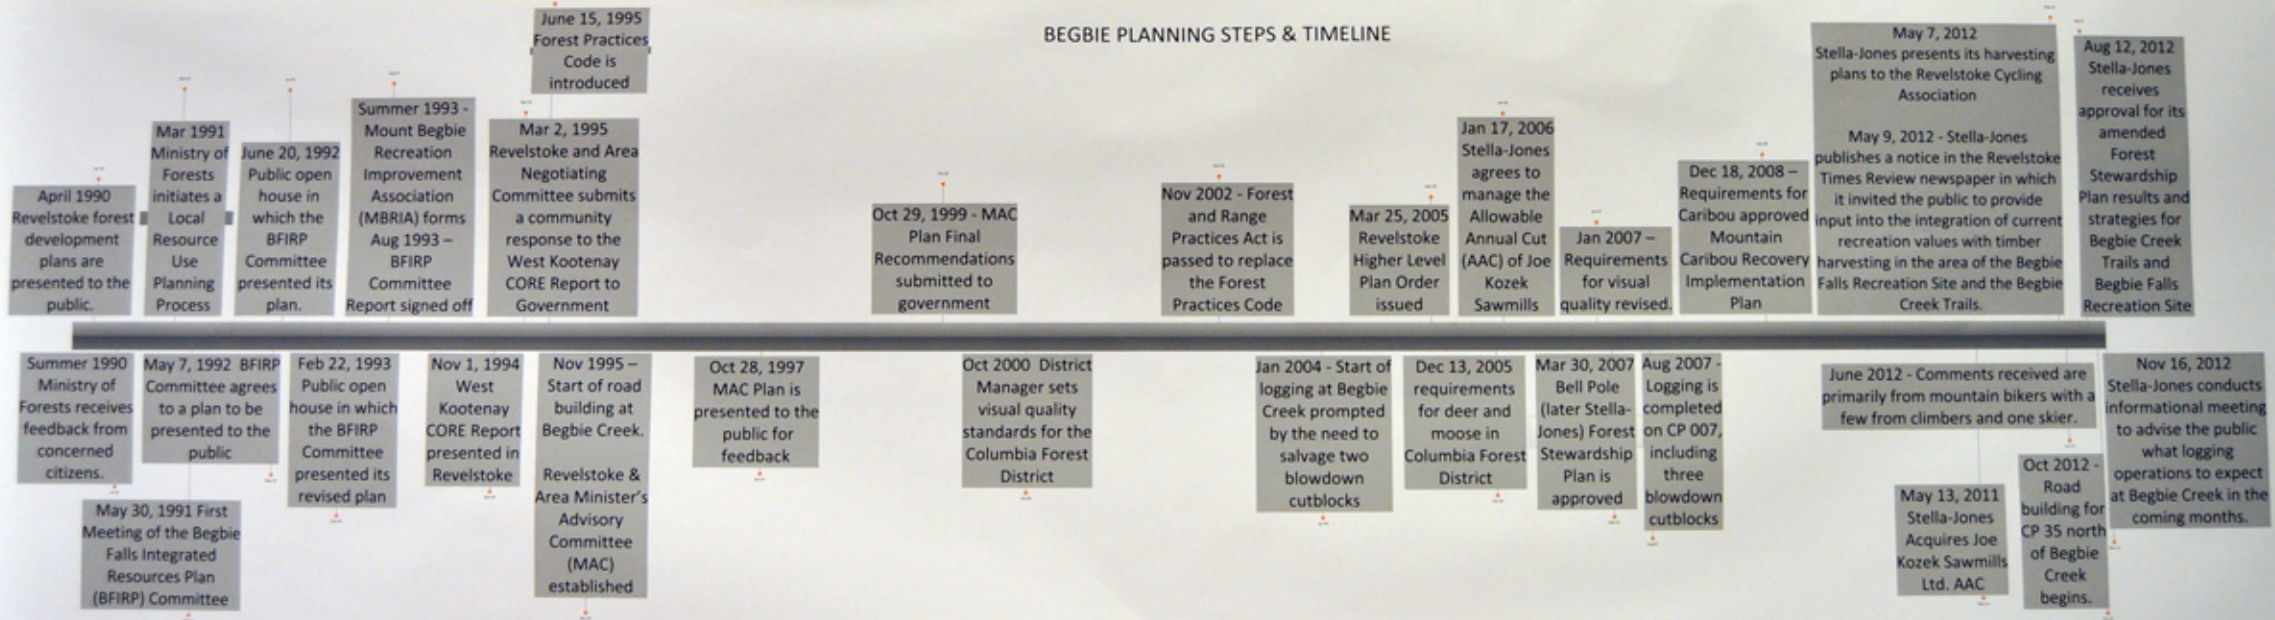 BEGBIE PLANNING STEPS & TIMELINE
April 1990
Revelstoke forest
development
plans are
presented to the
public.
Mar 1991
Ministry of
Forests
initiates a
Local
Resource
Use
Planning
Process
June 20, 1992
Public open
house in
which the
BFIRP
Committee
presented its
plan.
Summer 1993 -
Mount Begbie
Recreation
Improvement
Association
(MBRIA) forms
Aug 1993 –
BFIRP
Committee
Report signed off
June 15, 1995
Forest Practices
Code is
introduced
Mar 2, 1995
Revelstoke and Area
Negotiating
Committee submits
a community
response to the
West Kootenay
CORE Report to
Government
Oct 29, 1999 - MAC
Plan Final
Recommendations
submitted to
government
Nov 2002 - Forest
and Range
Practices Act is
passed to replace
the Forest
Practices Code
Mar 25, 2005
Revelstoke
Higher Level
Plan Order
issued
Jan 17, 2006
Stella-Jones
agrees to
manage the
Allowable
Annual Cut
(AAC) of Joe
Kozek
Sawmills
Jan 2007 –
Requirements
for visual
quality revised.
Dec 18, 2008 –
Requirements for
Caribou approved
Mountain
Caribou Recovery
Implementation
Plan
May 7, 2012
Stella-Jones presents its harvesting
plans to the Revelstoke Cycling
Association
May 9, 2012 - Stella-Jones
publishes a notice in the Revelstoke
Times Review newspaper in which
it invited the public to provide
input into the integration of current
recreation values with timber
harvesting in the area of the Begbie
Falls Recreation Site and the Begbie
Creek Trails.
Aug 12, 2012
Stella-Jones
receives
approval for its
amended
Forest
Stewardship
Plan results and
strategies for
Begbie Creek
Trails and
Begbie Falls
Recreation Site
Summer 1990
Ministry of
Forests receives
feedback from
concerned
citizens.
May 30, 1991 First
Meeting of the Begbie
Falls Integrated
Resources Plan
(BFIRP) Committee
May 7, 1992 BFIRP
Committee agrees
to a plan to be
presented to the
public
Feb 22, 1993
Public open
house in which
the BFIRP
Committee
presented its
revised plan
Nov 1, 1994
West
Kootenay
CORE Report
presented in
Revelstoke
Nov 1995 –
Start of road
building at
Begbie Creek.
Revelstoke &
Area Minister's
Advisory
Committee
(MAC)
established
Oct 28, 1997
MAC Plan is
presented to the
public for
feedback
Oct 2000 District
Manager sets
visual quality
standards for the
Columbia Forest
District
Jan 2004 - Start of
logging at Begbie
Creek prompted
by the need to
salvage two
blowdown
cutblocks
Dec 13, 2005
requirements
for deer and
moose in
Columbia Forest
District
Mar 30, 2007
Bell Pole
(later Stella-
Jones) Forest
Stewardship
Plan is
approved
Aug 2007 -
Logging is
completed
on CP 007,
including
three
blowdown
cutblocks
June 2012 - Comments received are
primarily from mountain bikers with a
few from climbers and one skier.
May 13, 2011
Stella-Jones
Acquires Joe
Kozek Sawmills
Ltd. AAC
Oct 2012 -
Road
building for
CP 35 north
of Begbie
Creek
begins.
Nov 16, 2012
Stella-Jones conducts
informational meeting
to advise the public
what logging
operations to expect
at Begbie Creek in the
coming months.